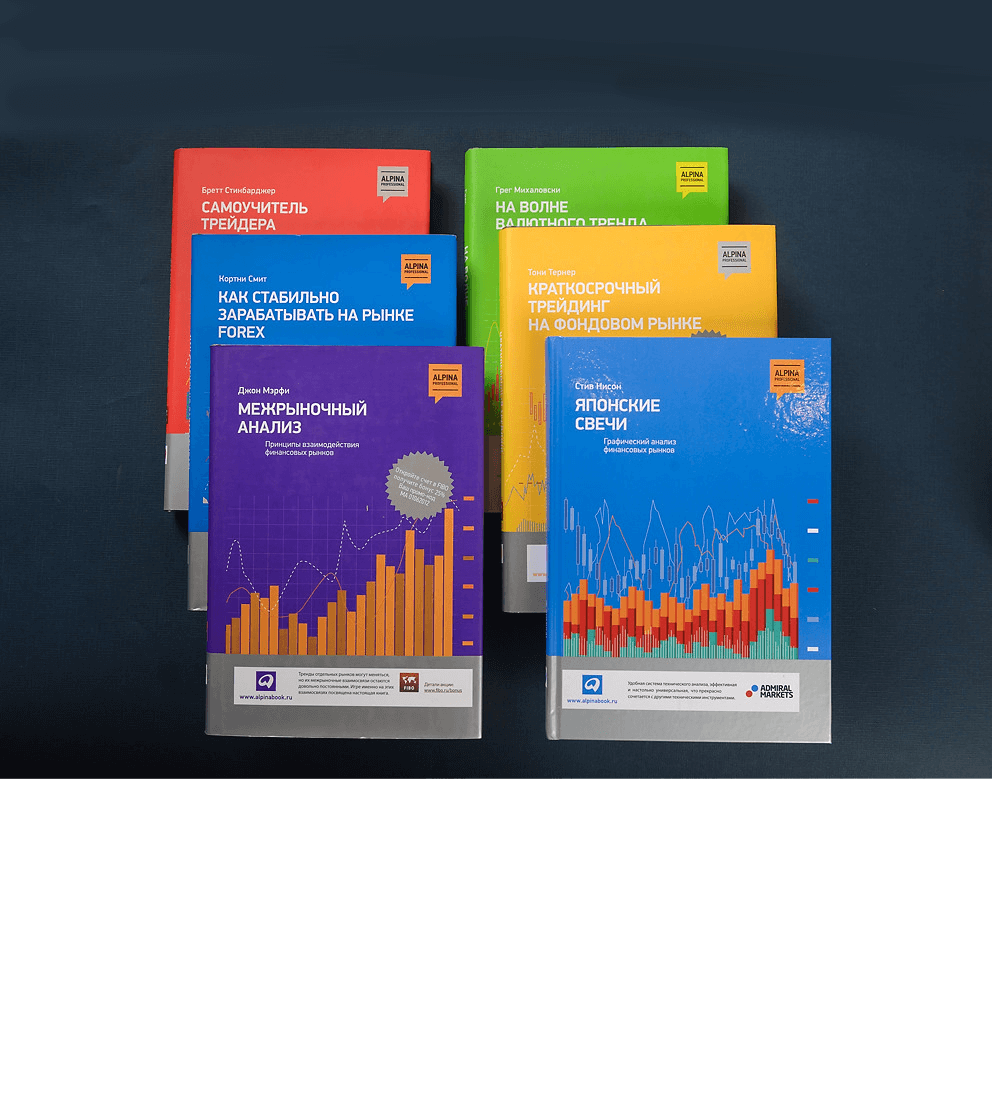 Бретт Стинбарджер
САМОУЧИТЕЛЬ
ТРЕЙДЕРА
ALPINA
PROFESSIONAL
Грег Михаловски
НА ВОЛНЕ
ВАЛЮТНОГО ТРЕНДА
ALPINA
PROFESSIONAL
Кортни Смит
КАК СТАБИЛЬНО
ЗАРАБАТЫВАТЬ НА РЫНКЕ
FOREX
ALPINA
PROFESSIONAL
Тони Тернер
КРАТКОСРОЧНЫЙ
ТРЕЙДИНГ
НА ФОНДОВОМ РЫНКЕ
ALPINA
PROFESSIONAL
Джон Мэрфи
МЕЖРЫНОЧНЫЙ
АНАЛИЗ
Принципы взаимодействия
финансовых рынков
ALPINA
PROFESSIONAL
Откройте счет в FIBO
получите бонус 25%
Ваш промо-код
MA 01062012
www.alpinabook.ru
Тренды отдельных рынков могут меняться,
но их межрыночные взаимосвязи остаются
довольно постоянными. Игре именно на этих
взаимосвязях посвящена настоящая книга.
FIBO
Детали акции:
www.fibo.ru/bonus
Стив Нисон
ЯПОНСКИЕ
СВЕЧИ
Графический анализ
финансовых рынков
ALPINA
PROFESSIONAL
www.alpinabook.ru
Удобная система технического анализа, эффективная
и настолько универсальная, что прекрасно
сочетается с другими техническими инструментами.
ADMIRAL
MARKETS